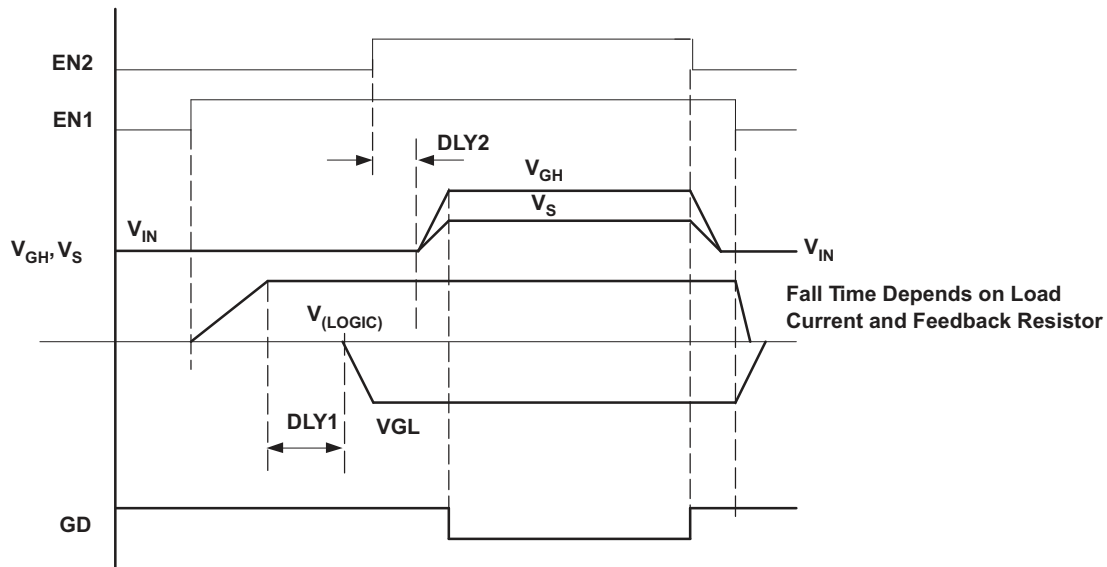 EN2
EN1
DLY2
V_GH
V_S
V_IN
V_GH, V_S
V_IN
Fall Time Depends on Load
Current and Feedback Resistor
V_(LOGIC)
DLY1
VGL
GD